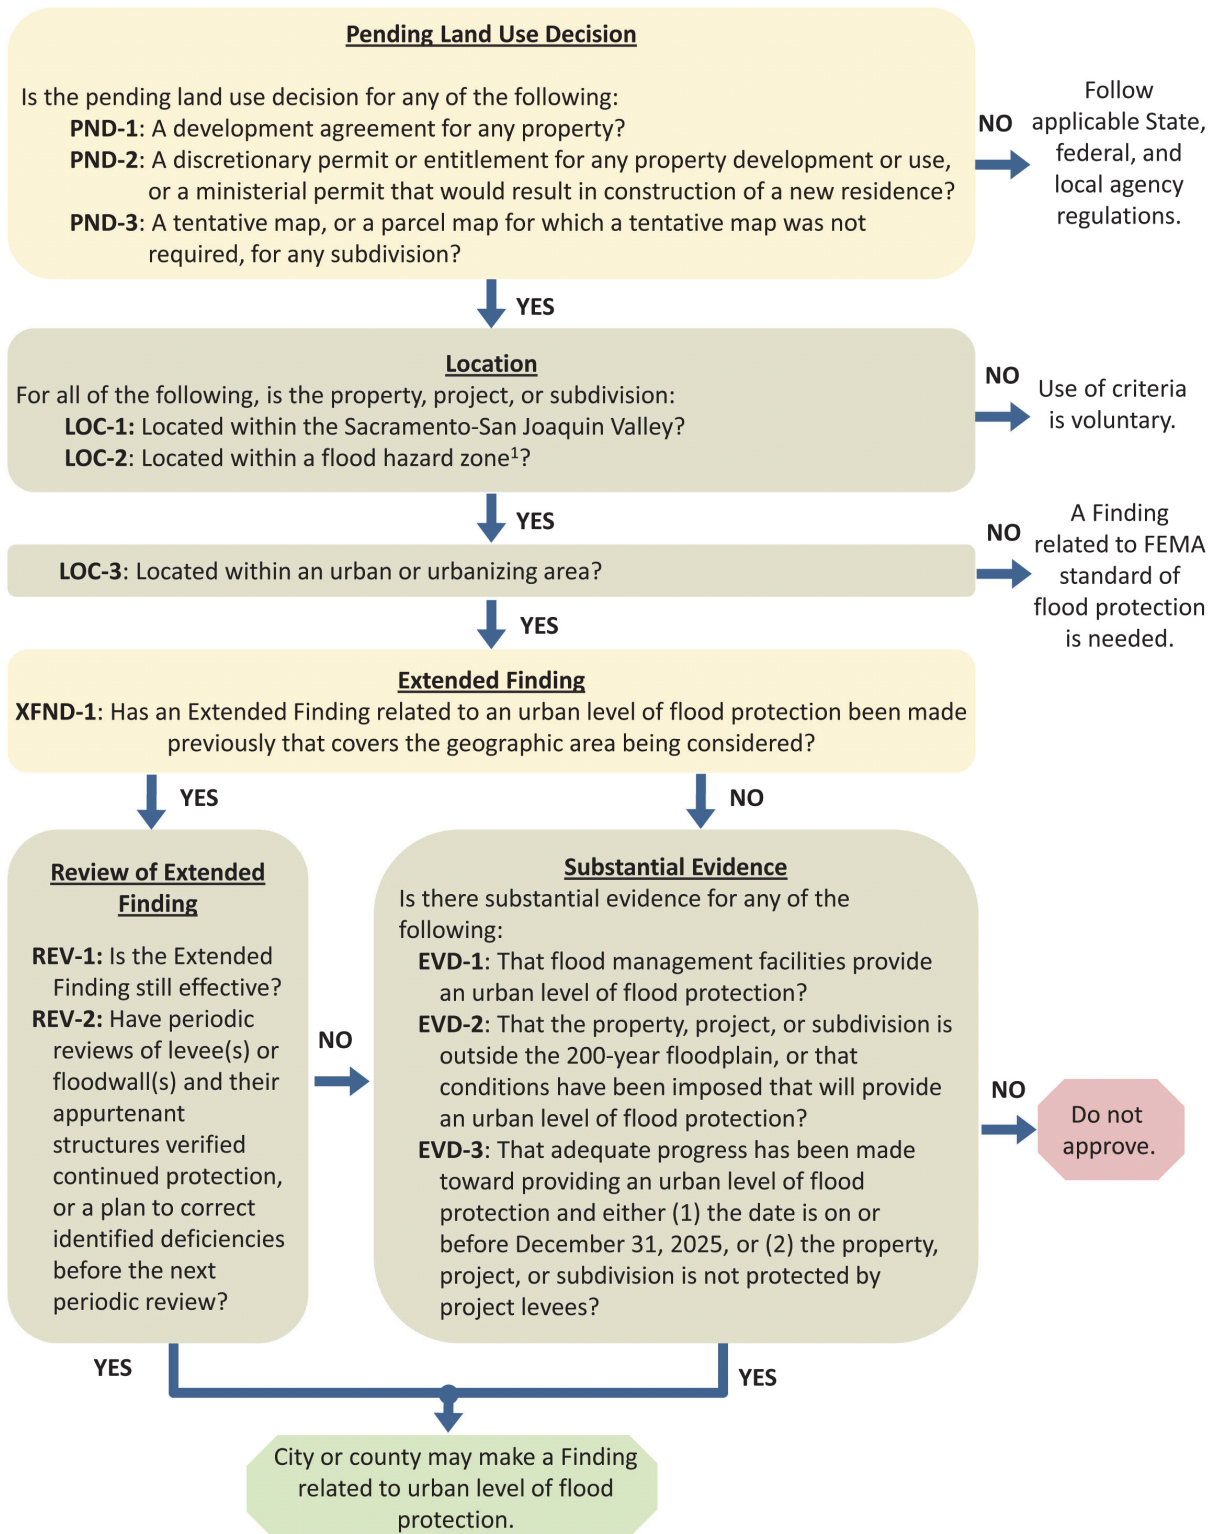 Pending Land Use Decision
Is the pending land use decision for any of the following:
PND-1: A development agreement for any property?
PND-2: A discretionary permit or entitlement for any property development or use,
or a ministerial permit that would result in construction of a new residence?
PND-3: A tentative map, or a parcel map for which a tentative map was not
required, for any subdivision?
NO
Follow
applicable State,
federal, and
local agency
regulations.
YES
Location
For all of the following, is the property, project, or subdivision:
LOC-1: Located within the Sacramento-San Joaquin Valley?
LOC-2: Located within a flood hazard zone¹?
NO
Use of criteria
is voluntary.
YES
LOC-3: Located within an urban or urbanizing area?
NO
A Finding
related to FEMA
standard of
flood protection
is needed.
YES
Extended Finding
XFND-1: Has an Extended Finding related to an urban level of flood protection been made
previously that covers the geographic area being considered?
YES
NO
Review of Extended
Finding
REV-1: Is the Extended
Finding still effective?
REV-2: Have periodic
reviews of levee(s) or
floodwall(s) and their
appurtenant
structures verified
continued protection,
or a plan to correct
identified deficiencies
before the next
periodic review?
NO
Substantial Evidence
Is there substantial evidence for any of the
following:
EVD-1: That flood management facilities provide
an urban level of flood protection?
EVD-2: That the property, project, or subdivision is
outside the 200-year floodplain, or that
conditions have been imposed that will provide
an urban level of flood protection?
EVD-3: That adequate progress has been made
toward providing an urban level of flood
protection and either (1) the date is on or
before December 31, 2025, or (2) the property,
project, or subdivision is not protected by
project levees?
NO
Do not
approve.
YES
YES
City or county may make a Finding
related to urban level of flood
protection.